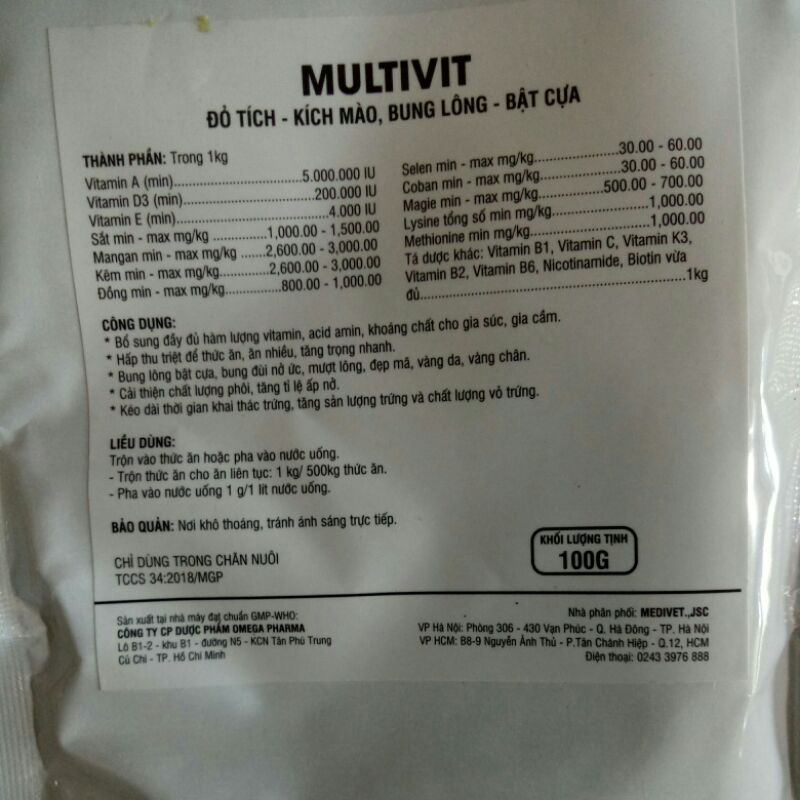 MULTIVIT
ĐỎ TÍCH - KÍCH MÀO, BUNG LÔNG - BẬT CỰA
THÀNH PHẦN: Trong 1kg
Vitamin A (min)..............................5.000.000 IU
Vitamin D3 (min)..............................200.000 IU
Vitamin E (min)..............................4.000 IU
Sắt min - max mg/kg ..............1,000.00 - 1,500.00
Mangan min - max mg/kg ......2,600.00 - 3,000.00
Kẽm min - max mg/kg............2,600.00 - 3,000.00
Đồng min - max mg/kg..............800.00 - 1,000.00
Selen min - max mg/kg.....................30.00 - 60.00
Coban min - max mg/kg....................30.00 - 60.00
Magie min - max mg/kg................500.00 - 700.00
Lysine tổng số min mg/kg........................1,000.00
Methionine min mg/kg..............................1,000.00
Tá dược khác: Vitamin B1, Vitamin C, Vitamin K3,
Vitamin B2, Vitamin B6, Nicotinamide, Biotin vừa
đủ..................................................................1kg
CÔNG DỤNG:
* Bổ sung đầy đủ hàm lượng vitamin, acid amin, khoáng chất cho gia súc, gia cầm.
* Hấp thu triệt để thức ăn, ăn nhiều, tăng trọng nhanh.
* Bung lông bật cựa, bung đùi nở ức, mượt lông, đẹp mã, vàng da, vàng chân.
* Cải thiện chất lượng phôi, tăng tỉ lệ ấp nở.
* Kéo dài thời gian khai thác trứng, tăng sản lượng trứng và chất lượng vỏ trứng.
LIỀU DÙNG:
Trộn vào thức ăn hoặc pha vào nước uống.
- Trộn thức ăn cho ăn liên tục: 1 kg/ 500kg thức ăn.
- Pha vào nước uống 1 g/1 lít nước uống.
BẢO QUẢN: Nơi khô thoáng, tránh ánh sáng trực tiếp.
CHỈ DÙNG TRONG CHĂN NUÔI
TCCS 34:2018/MGP
KHỐI LƯỢNG TỊNH
100G
Sản xuất tại nhà máy đạt chuẩn GMP-WHO:
CÔNG TY CP DƯỢC PHẨM OMEGA PHARMA
Lô B1-2 - khu B1 - đường N5 - KCN Tân Phú Trung
Củ Chi - TP. Hồ Chí Minh
Nhà phân phối: MEDIVET.,JSC
VP Hà Nội: Phòng 306 - 430 Vạn Phúc - Q. Hà Đông - TP. Hà Nội
VP HCM: B8-9 Nguyễn Ảnh Thủ - P.Tân Chánh Hiệp - Q.12, HCM
Điện thoại: 0243 3976 888